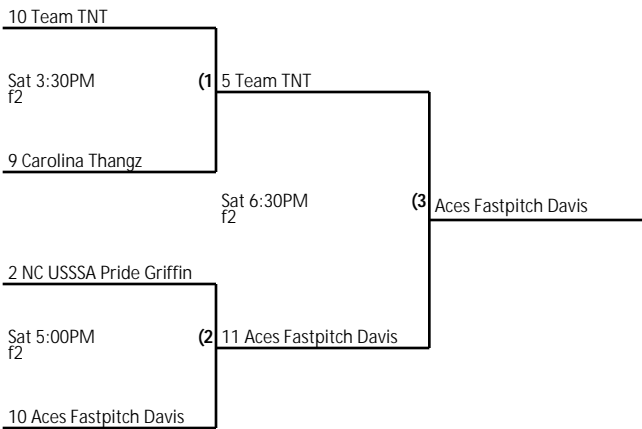 10 Team TNT
Sat 3:30PM
f2
(1
5 Team TNT
9 Carolina Thangz
Sat 6:30PM
f2
(3
Aces Fastpitch Davis
2 NC USSSA Pride Griffin
Sat 5:00PM
f2
(2
11 Aces Fastpitch Davis
10 Aces Fastpitch Davis